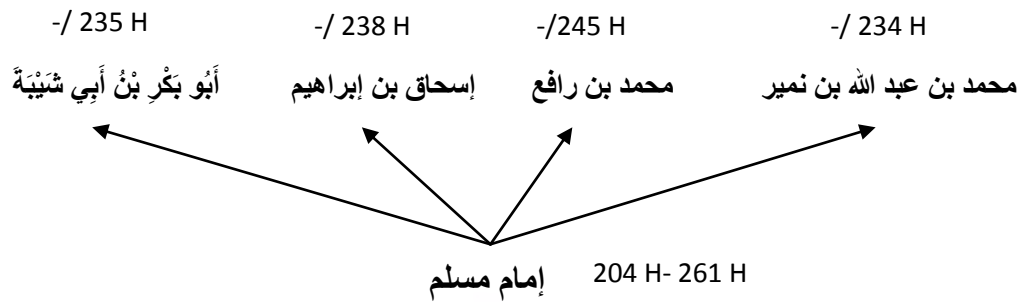 -/ 235 H -/ 238 H -/245 H -/ 234 H
محمد بن عبد الله بن نمير محمد بن رافع إسحاق بن إبراهيم أَبُو بَكْرِ بْنُ أَبِي شَيْبَةَ
إمام مسلم 204 H- 261 H